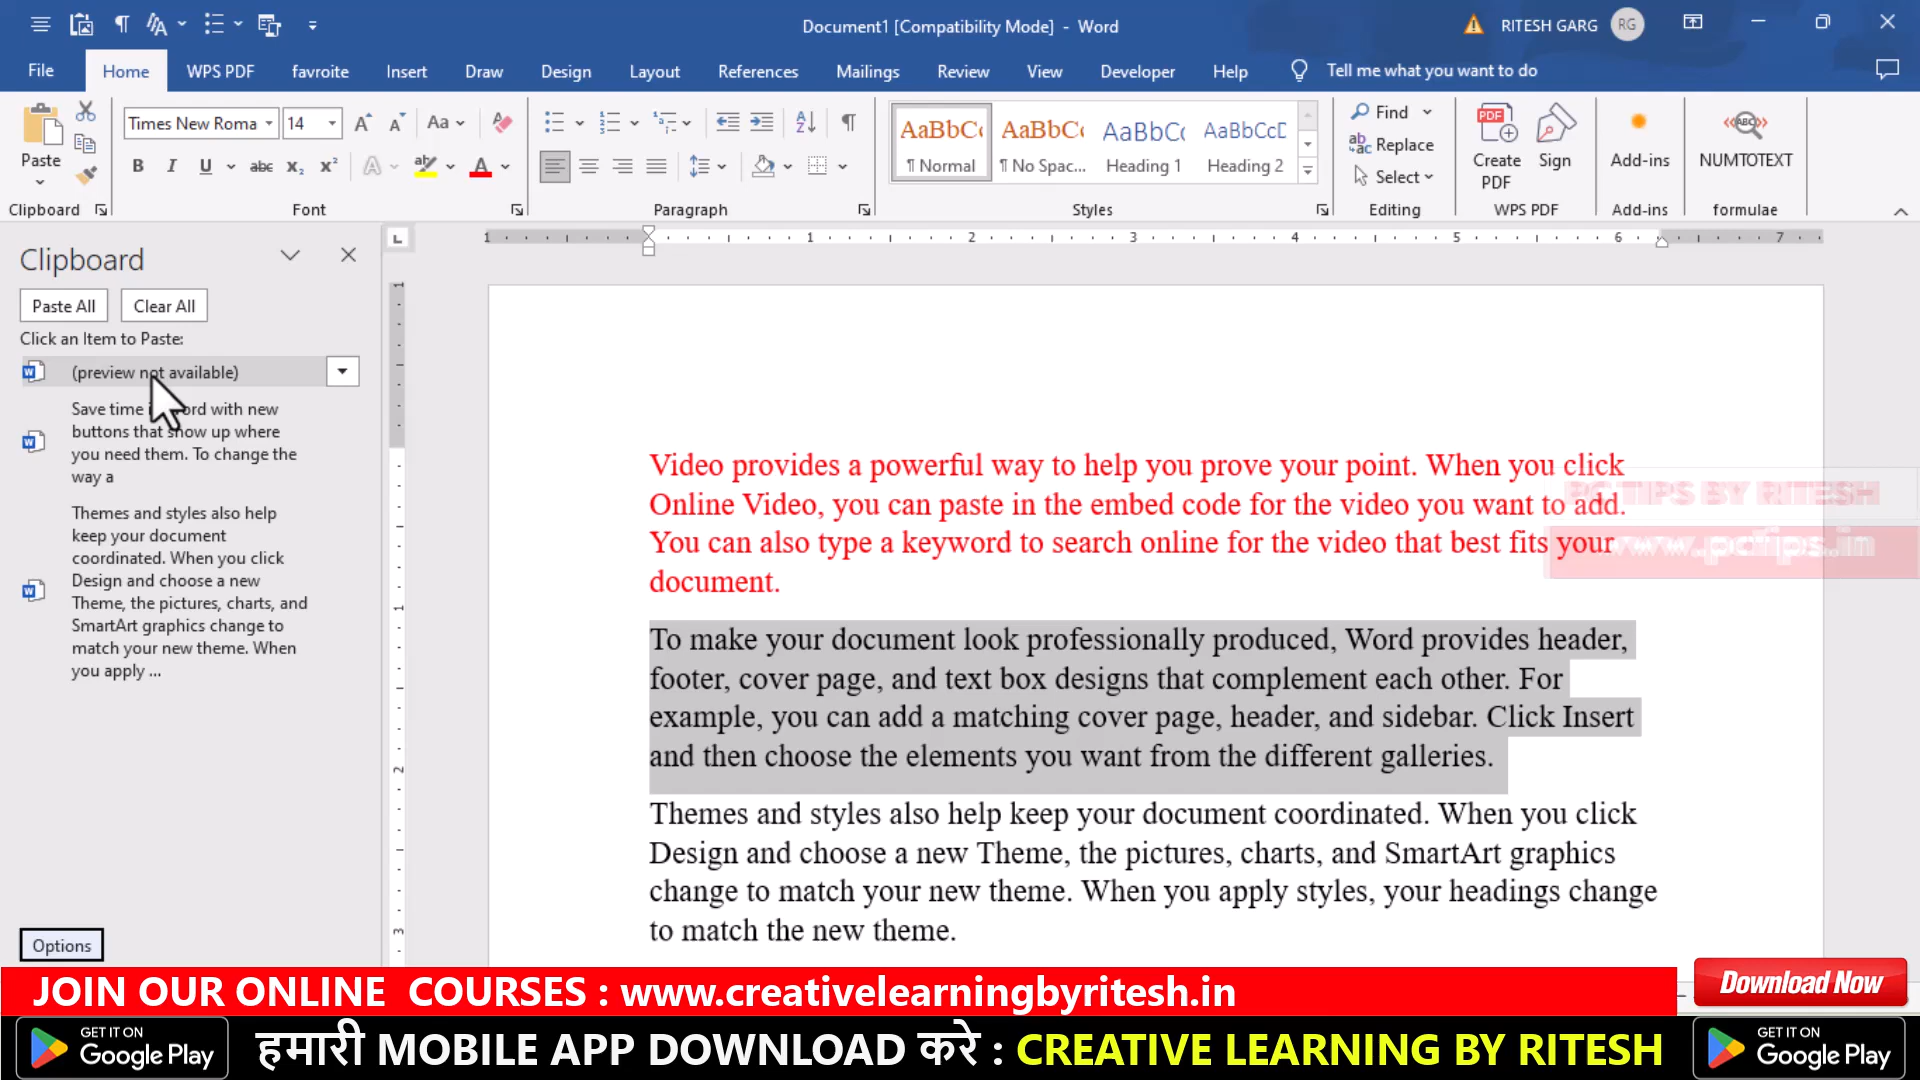 Document1 [Compatibility Mode] - Word
RITESH GARG
RG
File
Home
WPS PDF
favroite
Insert
Draw
Design
Layout
References
Mailings
Review
View
Developer
Help
Tell me what you want to do
Paste
Clipboard
Times New Roma
14
Font
Paragraph
AaBbCc
¶ Normal
AaBbCc
¶ No Spac...
AaBbCc
Heading 1
AaBbCcD
Heading 2
Styles
Find
Replace
Select
Editing
Create PDF
Sign
WPS PDF
Add-ins
Add-ins
NUMTOTEXT
formulae
Clipboard
Paste All
Clear All
Click an Item to Paste:
(preview not available)
Save time
with new
buttons that show up where
you need them. To change the
way a
Themes and styles also help
keep your document
coordinated. When you click
Design and choose a new
Theme, the pictures, charts, and
SmartArt graphics change to
match your new theme. When
you apply ...
Options
1 1 2 3 4 5 6 7
Video provides a powerful way to help you prove your point. When you click
Online Video, you can paste in the embed code for the video you want to add.
You can also type a keyword to search online for the video that best fits your
document.
To make your document look professionally produced, Word provides header,
footer, cover page, and text box designs that complement each other. For
example, you can add a matching cover page, header, and sidebar. Click Insert
and then choose the elements you want from the different galleries.
Themes and styles also help keep your document coordinated. When you click
Design and choose a new Theme, the pictures, charts, and SmartArt graphics
change to match your new theme. When you apply styles, your headings change
to match the new theme.
PC TIPS BY RITESH
www.pctips.in
JOIN OUR ONLINE COURSES : www.creativelearningbyritesh.in
Download Now
GET IT ON
Google Play
हमारी MOBILE APP DOWNLOAD करे : CREATIVE LEARNING BY RITESH
GET IT ON
Google Play